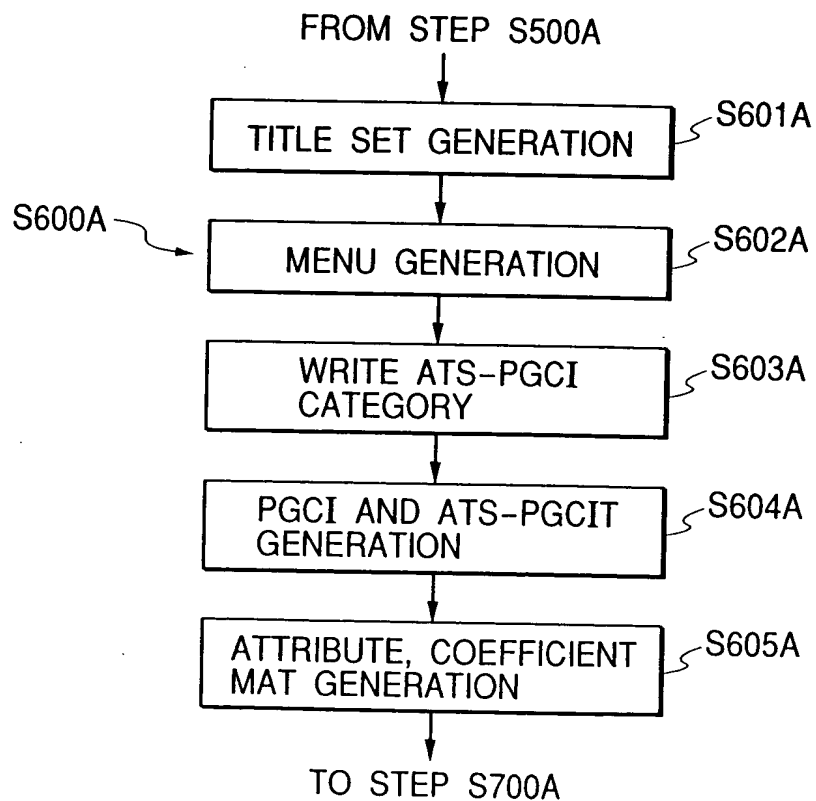 FROM STEP S500A
TITLE SET GENERATION
S601A
S600A
MENU GENERATION
S602A
WRITE ATS-PGCI
CATEGORY
S603A
PGCI AND ATS-PGCIT
GENERATION
S604A
ATTRIBUTE, COEFFICIENT
MAT GENERATION
S605A
TO STEP S700A